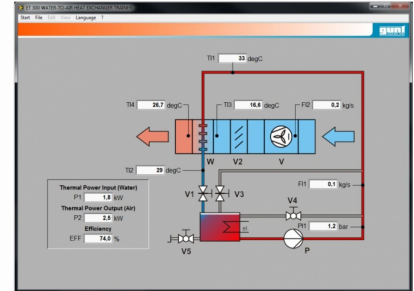 ET 300 WATER-TO-AIR HEAT EXCHANGER TRAINER
Start File Edit View Language ?
gunt
TI1 33 degC
TI4 28,7 degC TI3 16,6 degC FI2 0,2 kg/s
W V2 V
TI2 29 degC
Thermal Power Input (Water)
P1 1,8 kW
Thermal Power Output (Air)
P2 2,5 kW
Efficiency
EFF 74,0 %
V1 V3
FI1 0,1 kg/s
V4
PI1 1,2 bar
V5
P